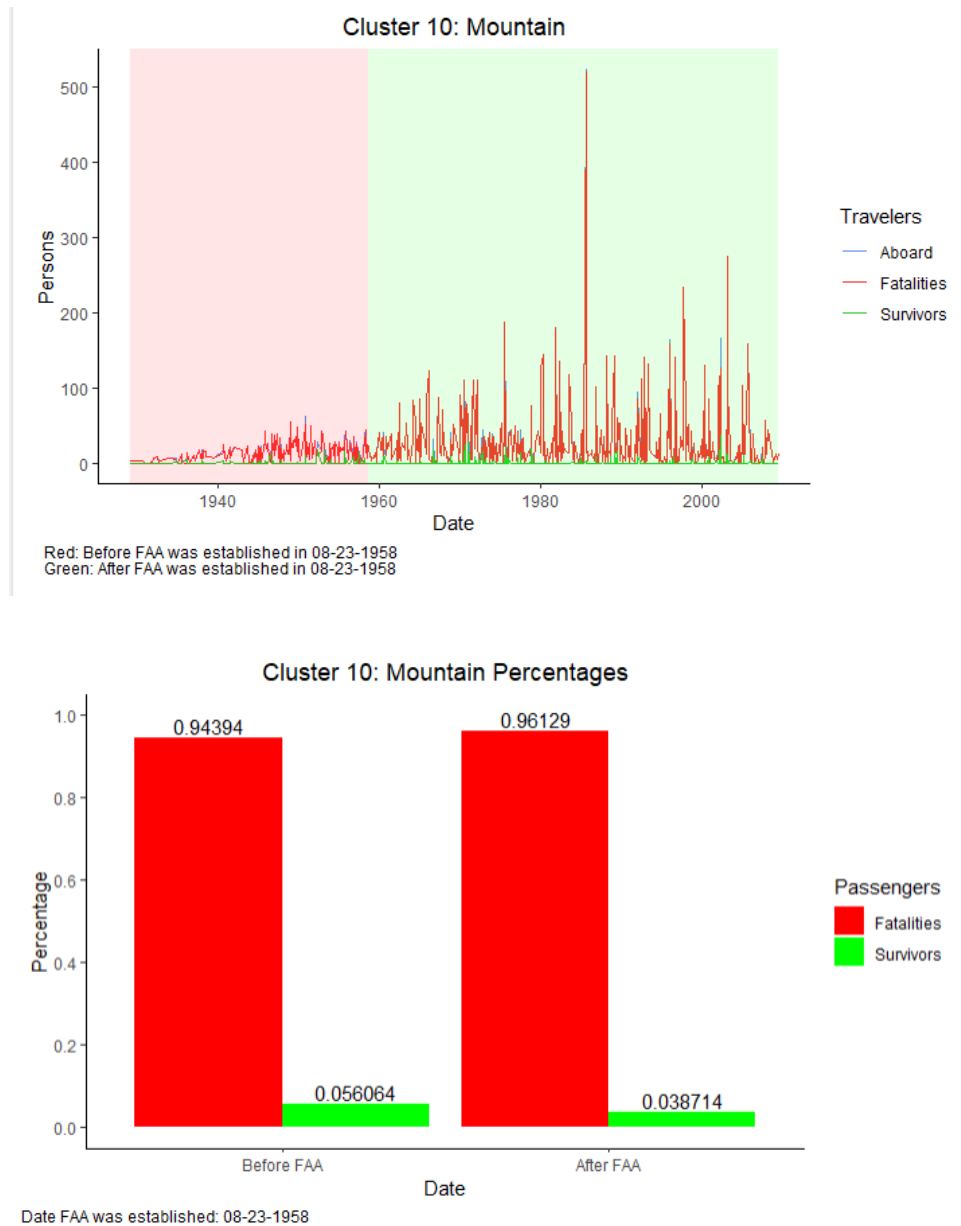 Cluster 10: Mountain
500
400
300
200
100
0
Persons
1940
1960
1980
2000
Date
Travelers
Aboard
Fatalities
Survivors
Red: Before FAA was established in 08-23-1958
Green: After FAA was established in 08-23-1958
Cluster 10: Mountain Percentages
1.0
0.8
0.6
0.4
0.2
0.0
Percentage
0.94394
0.056064
0.96129
0.038714
Before FAA
After FAA
Date
Passengers
Fatalities
Survivors
Date FAA was established: 08-23-1958